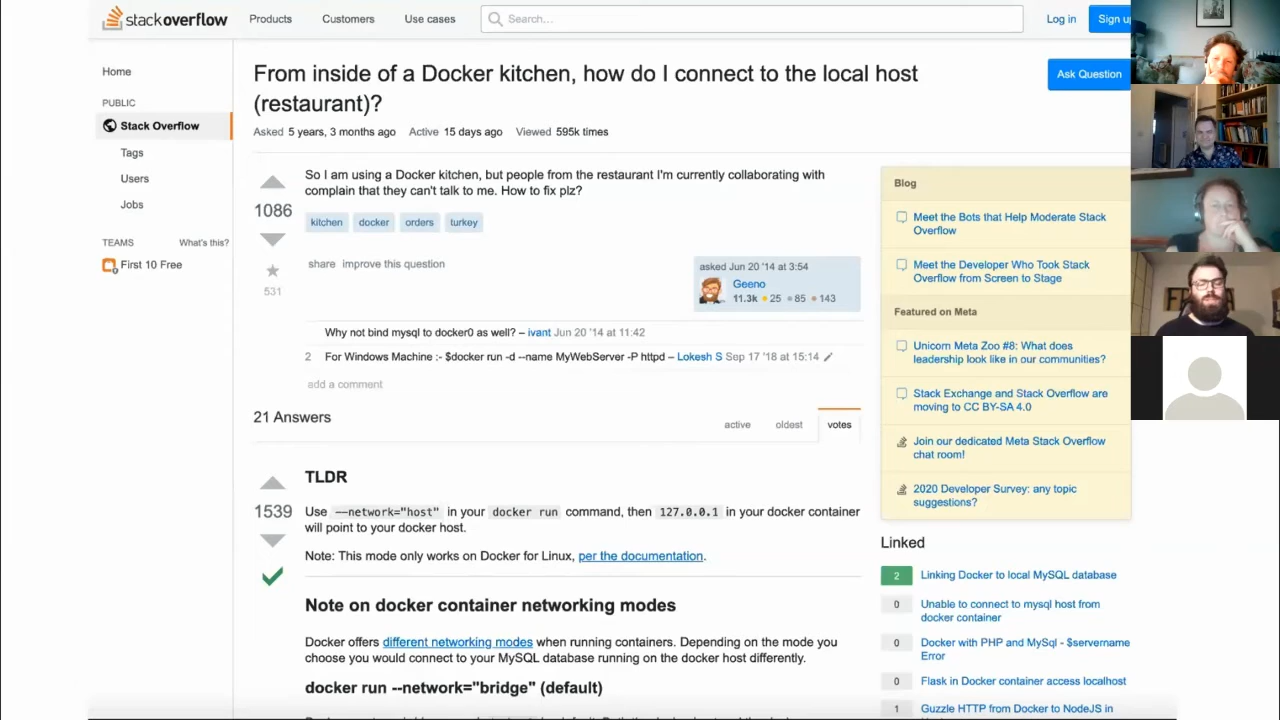 stackoverflow
Products
Customers
Use cases
Search...
Log in
Sign u
Home
PUBLIC
Stack Overflow
Tags
Users
Jobs
TEAMS
What's this?
First 10 Free
From inside of a Docker kitchen, how do I connect to the local host
(restaurant)?
Ask Question
Asked 5 years, 3 months ago Active 15 days ago Viewed 595k times
1086
531
So I am using a Docker kitchen, but people from the restaurant I'm currently collaborating with
complain that they can't talk to me. How to fix plz?
kitchen docker orders turkey
share improve this question
asked Jun 20 '14 at 3:54
Geeno
11.3k 25 85 143
Why not bind mysql to docker0 as well? – ivant Jun 20 '14 at 11:42
2 For Windows Machine :- $docker run -d --name MyWebServer -P httpd – Lokesh S Sep 17 '18 at 15:14
add a comment
21 Answers
active oldest votes
1539
TLDR
Use --network="host" in your docker run command, then 127.0.0.1 in your docker container
will point to your docker host.
Note: This mode only works on Docker for Linux, per the documentation.
Note on docker container networking modes
Docker offers different networking modes when running containers. Depending on the mode you
choose you would connect to your MySQL database running on the docker host differently.
docker run --network="bridge" (default)
Blog
Meet the Bots that Help Moderate Stack
Overflow
Meet the Developer Who Took Stack
Overflow from Screen to Stage
Featured on Meta
Unicorn Meta Zoo #8: What does
leadership look like in our communities?
Stack Exchange and Stack Overflow are
moving to CC BY-SA 4.0
Join our dedicated Meta Stack Overflow
chat room!
2020 Developer Survey: any topic
suggestions?
Linked
2 Linking Docker to local MySQL database
0 Unable to connect to mysql host from
docker container
0 Docker with PHP and MySql - $servername
Error
0 Flask in Docker container access localhost
1 Guzzle HTTP from Docker to NodeJS in